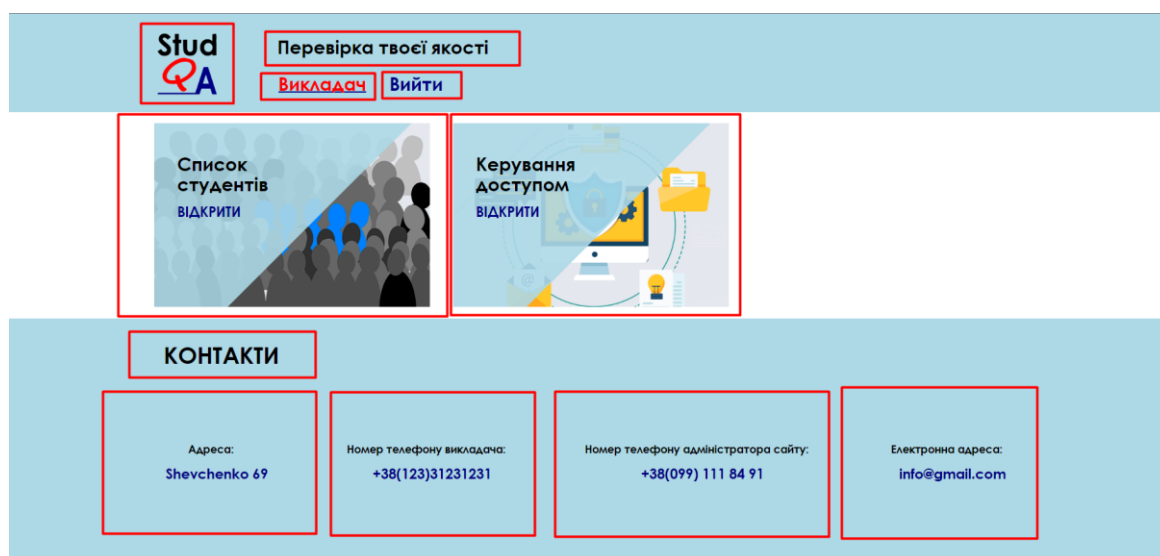 Stud
QA
Перевірка твоєї якості
Викладач Вийти
Список
студентів
ВІДКРИТИ
Керування
доступом
ВІДКРИТИ
КОНТАКТИ
Адреса:
Shevchenko 69
Номер телефону викладача:
+38(123)31231231
Номер телефону адміністратора сайту:
+38(099) 111 84 91
Електронна адреса:
info@gmail.com